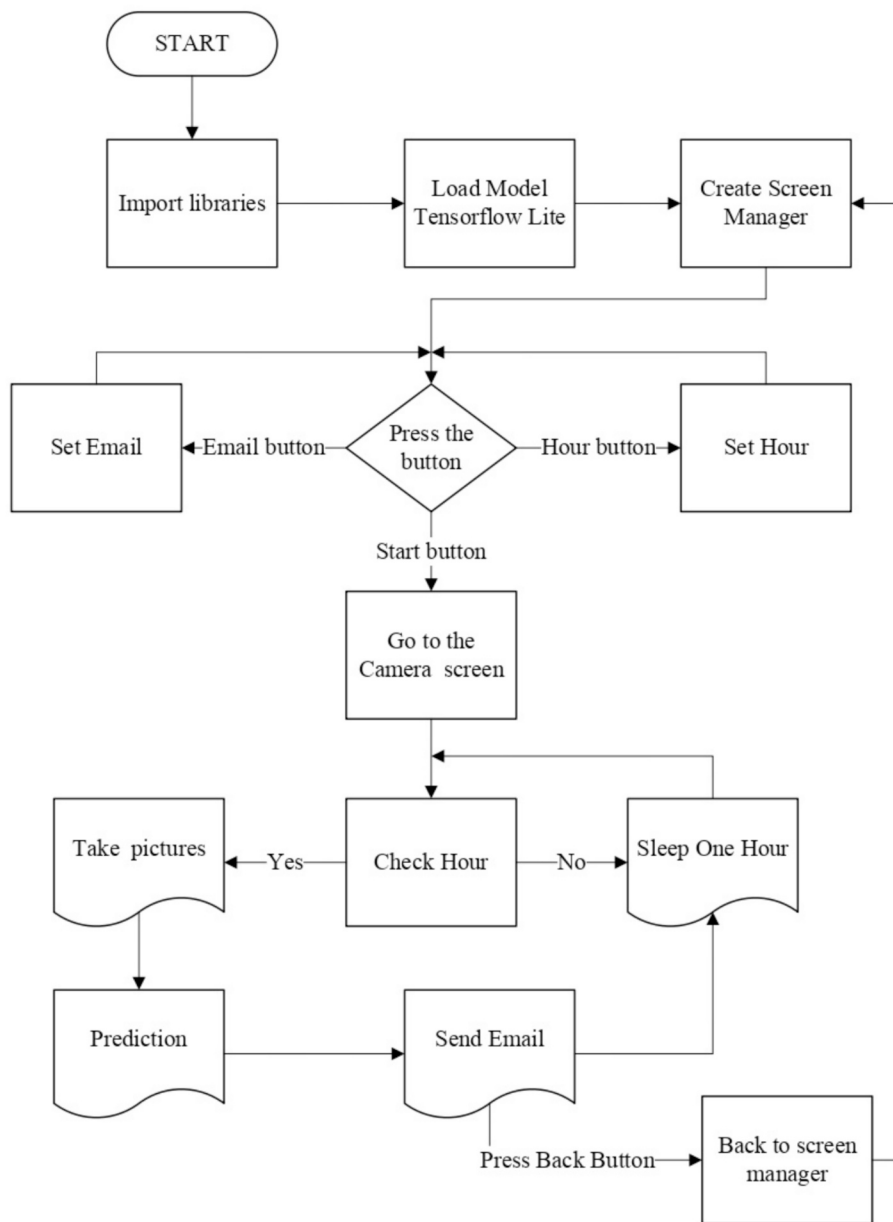 START
Import libraries
Load Model
Tensorflow Lite
Create Screen
Manager
Set Email
Email button
Press the
button
Hour button
Set Hour
Start button
Go to the
Camera screen
Take pictures
Yes
Check Hour
No
Sleep One Hour
Prediction
Send Email
Press Back Button
Back to screen
manager